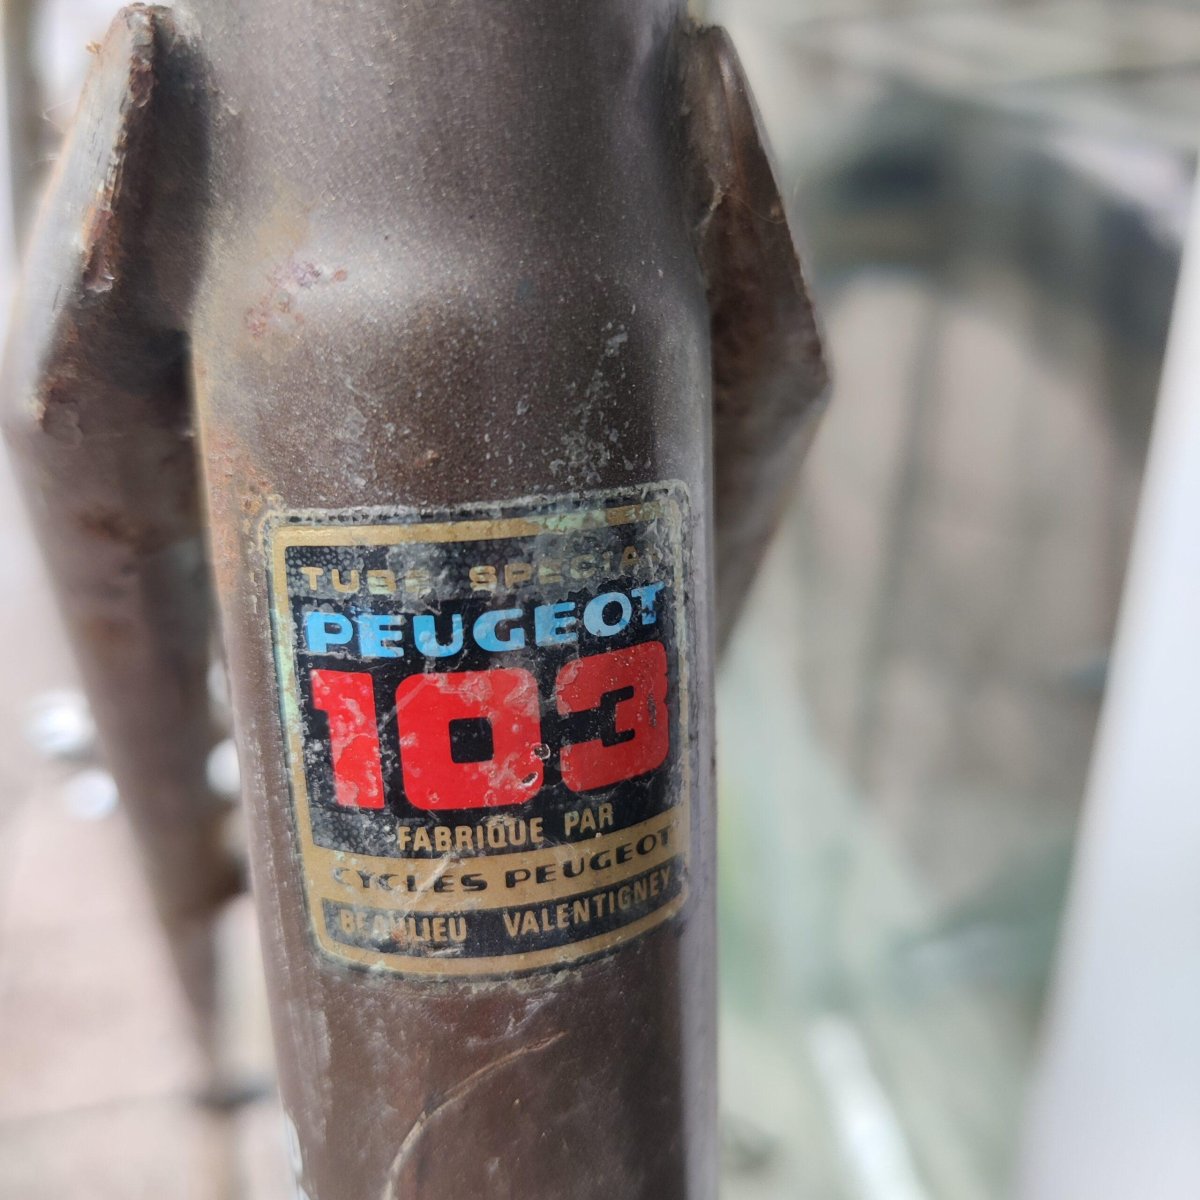 TUBE SPECIAL
PEUGEOT
103
FABRIQUE PAR
CYCLES PEUGEOT
BEAULIEU VALENTIGNEY